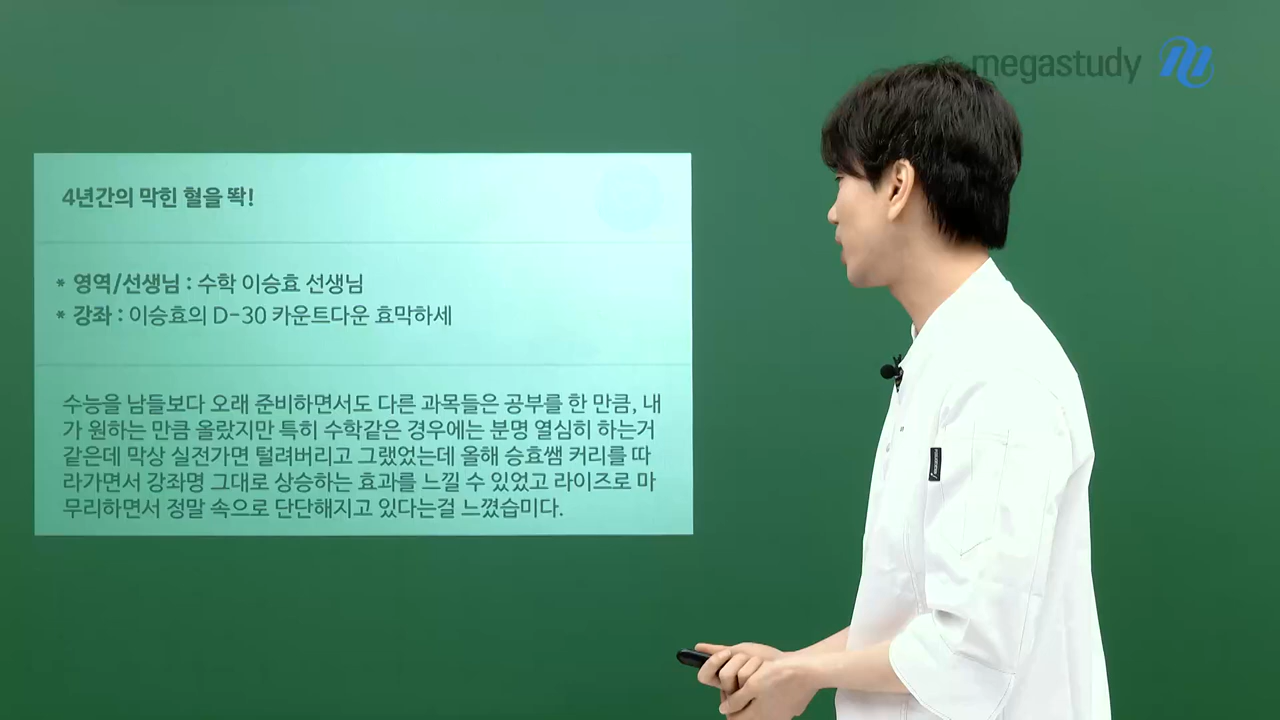 megastudy
4년간의 막힌 혈을 똭!
* 영역/선생님 : 수학 이승효 선생님
* 강좌 : 이승효의 D-30 카운트다운 효막하세
수능을 남들보다 오래 준비하면서도 다른 과목들은 공부를 한 만큼, 내
가 원하는 만큼 올랐지만 특히 수학같은 경우에는 분명 열심히 하는거
같은데 막상 실전가면 털려버리고 그랬었는데 올해 승효쌤 커리를 따
라가면서 강좌명 그대로 상승하는 효과를 느낄 수 있었고 라이즈로 마
무리하면서 정말 속으로 단단해지고 있다는걸 느꼈습미다.